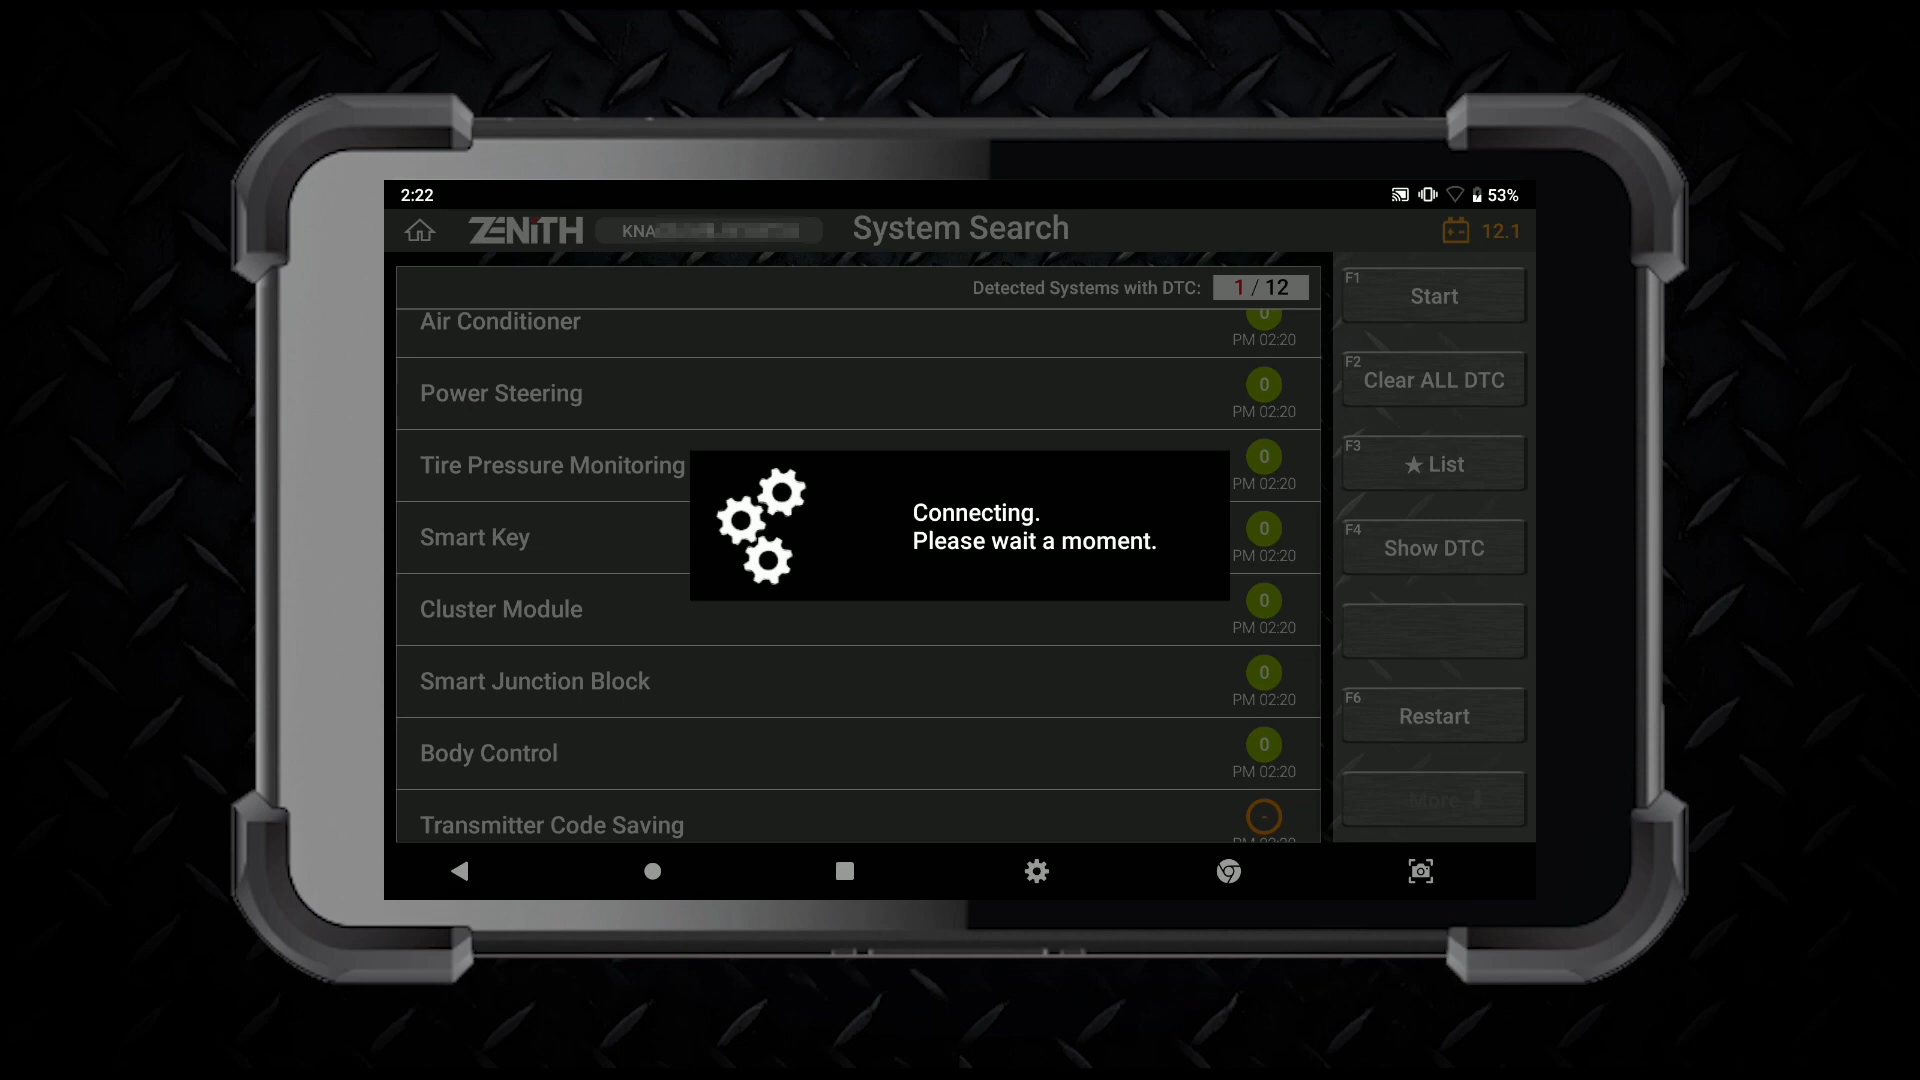 2:22
53%
ZENiTH
KNA
System Search
12.1
Detected Systems with DTC: 1 / 12
Air Conditioner
0
PM 02:20
Power Steering
0
PM 02:20
Tire Pressure Monitoring
0
PM 02:20
Smart Key
0
PM 02:20
Cluster Module
0
PM 02:20
Smart Junction Block
0
PM 02:20
Body Control
0
PM 02:20
Transmitter Code Saving
-
Connecting.
Please wait a moment.
F1
Start
F2
Clear ALL DTC
F3
★ List
F4
Show DTC
F6
Restart
More